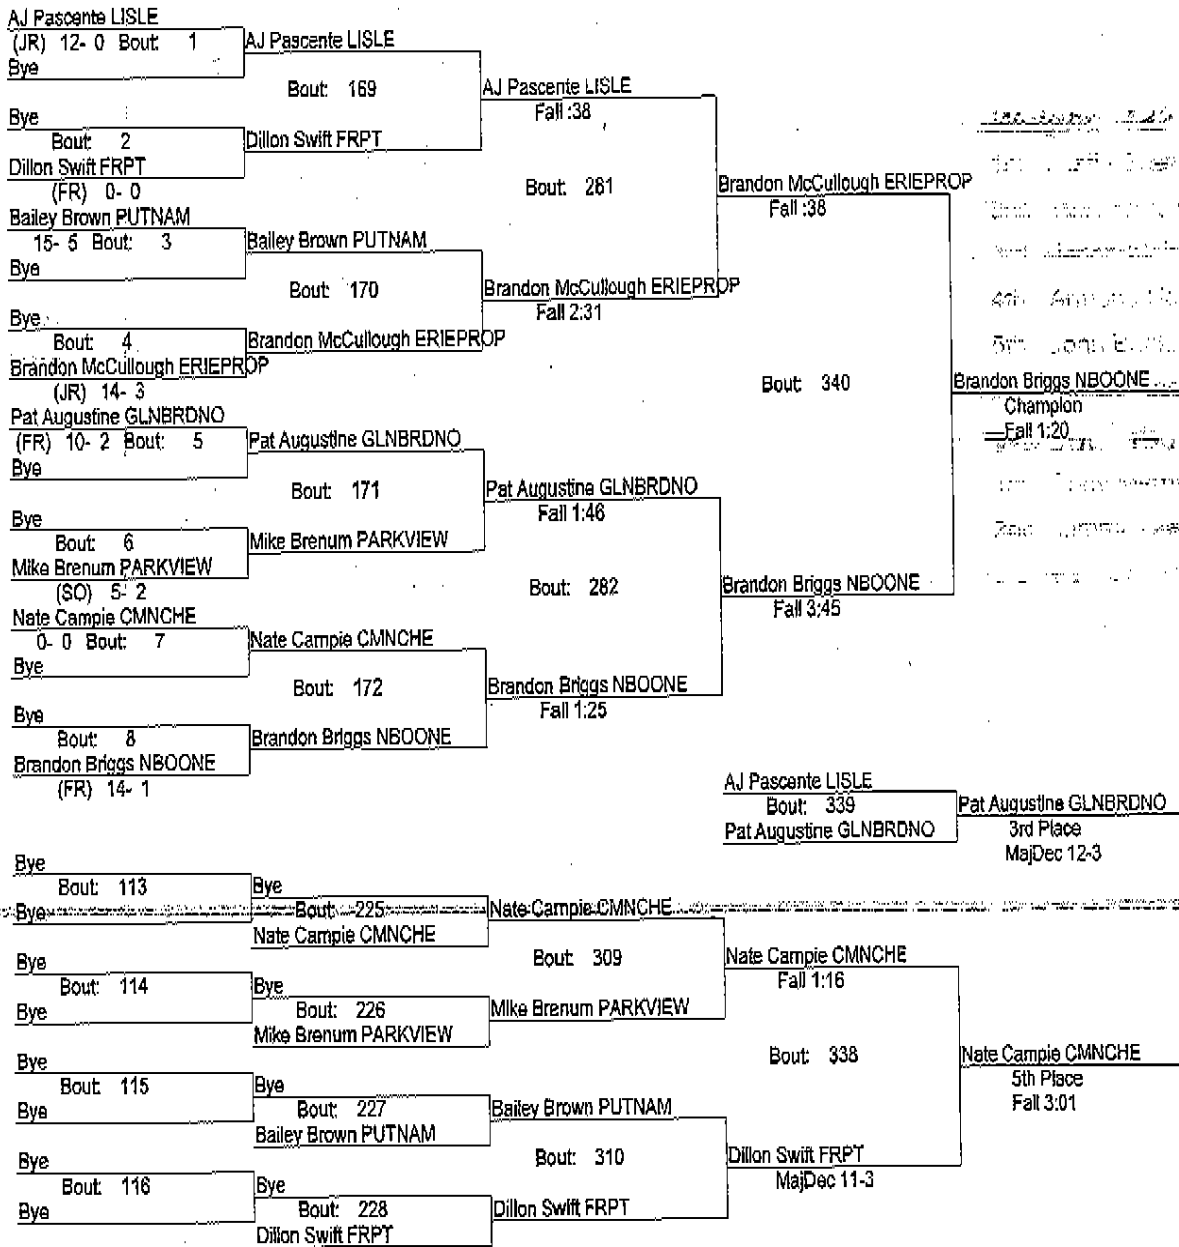 AJ Pascente LISLE
(JR) 12- 0 Bout: 1
Bye
AJ Pascente LISLE
Bout: 169
Bye
Bout: 2
Dillon Swift FRPT
(FR) 0- 0
Dillon Swift FRPT
AJ Pascente LISLE
Fall :38
Bout: 281
Bailey Brown PUTNAM
15- 5 Bout: 3
Bye
Bailey Brown PUTNAM
Bout: 170
Bye
Bout: 4
Brandon McCullough ERIEPROP
(JR) 14- 3
Brandon McCullough ERIEPROP
Brandon McCullough ERIEPROP
Fall 2:31
Brandon McCullough ERIEPROP
Fall :38
Bout: 340
Pat Augustine GLNBRDNO
(FR) 10- 2 Bout: 5
Bye
Pat Augustine GLNBRDNO
Bout: 171
Bye
Bout: 6
Mike Brenum PARKVIEW
(SO) 5- 2
Mike Brenum PARKVIEW
Pat Augustine GLNBRDNO
Fall 1:46
Bout: 282
Nate Campie CMNCHE
0- 0 Bout: 7
Bye
Nate Campie CMNCHE
Bout: 172
Bye
Bout: 8
Brandon Briggs NBOONE
(FR) 14- 1
Brandon Briggs NBOONE
Brandon Briggs NBOONE
Fall 1:25
Brandon Briggs NBOONE
Fall 3:45
Brandon Briggs NBOONE
Champion
Fall 1:20
4th
5th
AJ Pascente LISLE
Bout: 339
Pat Augustine GLNBRDNO
Pat Augustine GLNBRDNO
3rd Place
MajDec 12-3
Bye
Bout: 113
Bye
Bye
Bout: 225
Nate Campie CMNCHE
Nate Campie CMNCHE
Bout: 309
Bye
Bout: 114
Bye
Bye
Bout: 226
Mike Brenum PARKVIEW
Mike Brenum PARKVIEW
Nate Campie CMNCHE
Fall 1:16
Bout: 338
Bye
Bout: 115
Bye
Bye
Bout: 227
Bailey Brown PUTNAM
Bailey Brown PUTNAM
Bout: 310
Bye
Bout: 116
Bye
Bye
Bout: 228
Dillon Swift FRPT
Dillon Swift FRPT
Dillon Swift FRPT
MajDec 11-3
Nate Campie CMNCHE
5th Place
Fall 3:01